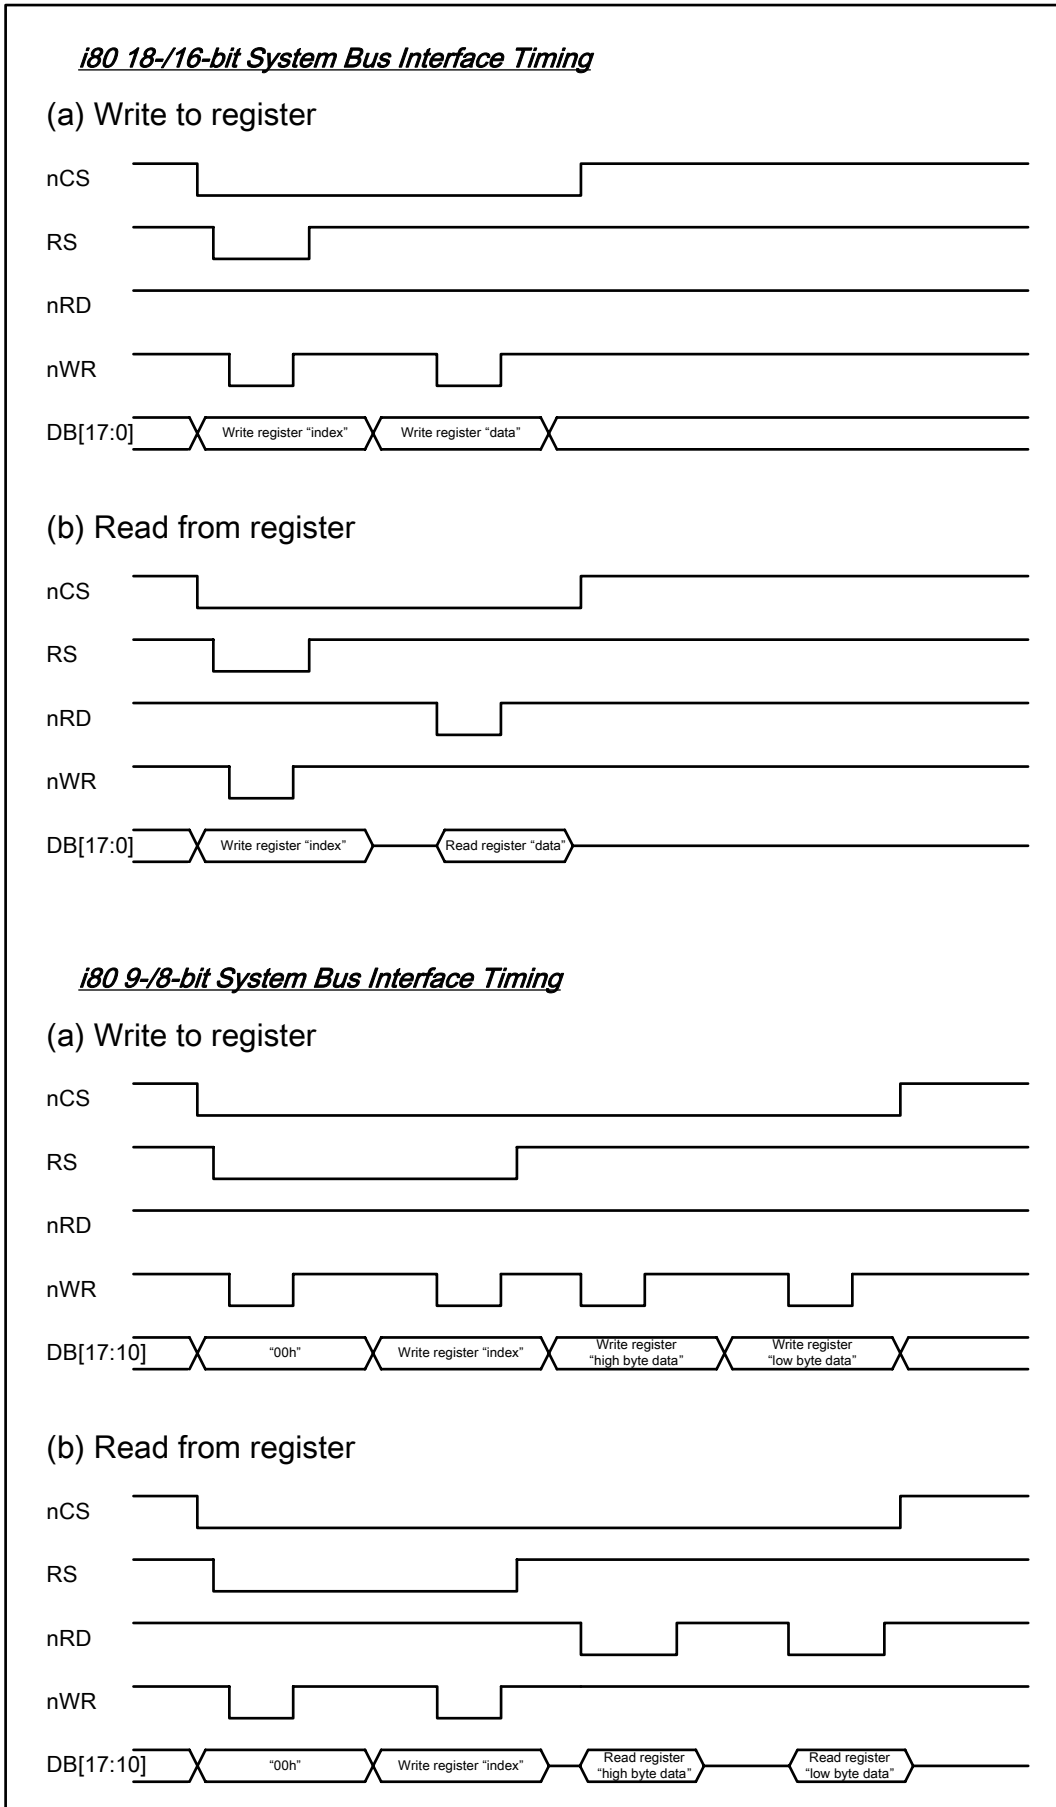 i80 18-/16-bit System Bus Interface Timing
(a) Write to register
nCS
RS
nRD
nWR
DB[17:0]
Write register “index”
Write register “data”
(b) Read from register
nCS
RS
nRD
nWR
DB[17:0]
Write register “index”
Read register “data”
i80 9-/8-bit System Bus Interface Timing
(a) Write to register
nCS
RS
nRD
nWR
DB[17:10]
“00h”
Write register “index”
Write register
“high byte data”
Write register
“low byte data”
(b) Read from register
nCS
RS
nRD
nWR
DB[17:10]
“00h”
Write register “index”
Read register
“high byte data”
Read register
“low byte data”